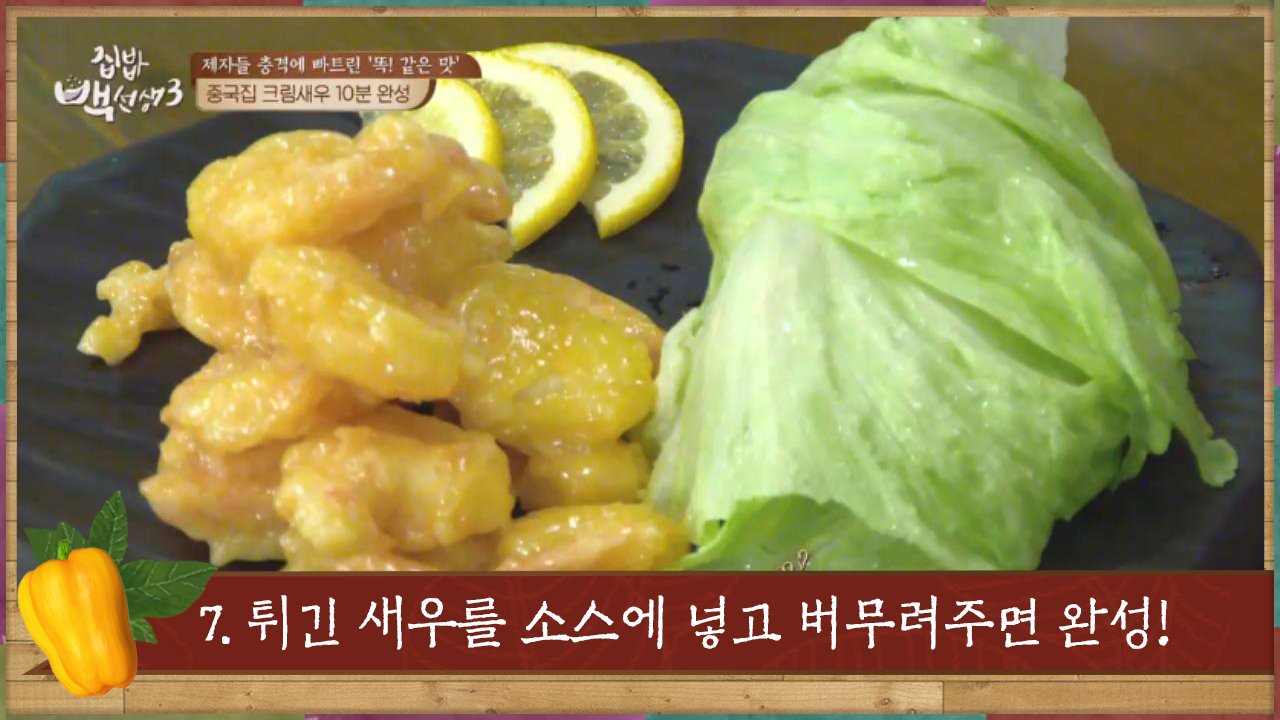 집밥
백선생3
제자들 충격에 빠트린 '똑! 같은 맛'
중국집 크림새우 10분 완성
7. 튀긴 새우를 소스에 넣고 버무려주면 완성!